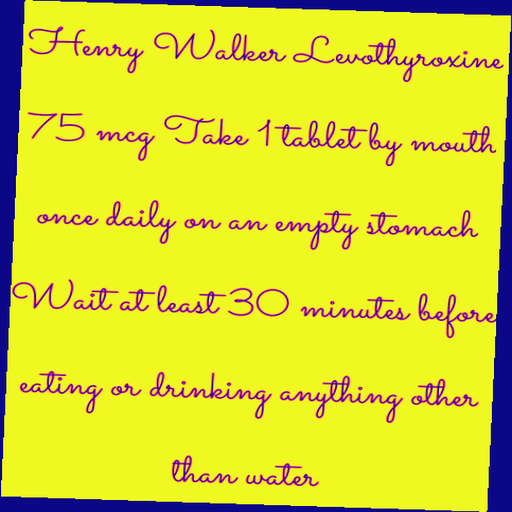 Henry Walker Levothyroxine
75 mcg Take 1 tablet by mouth
once daily on an empty stomach
Wait at least 30 minutes before
eating or drinking anything other
than water